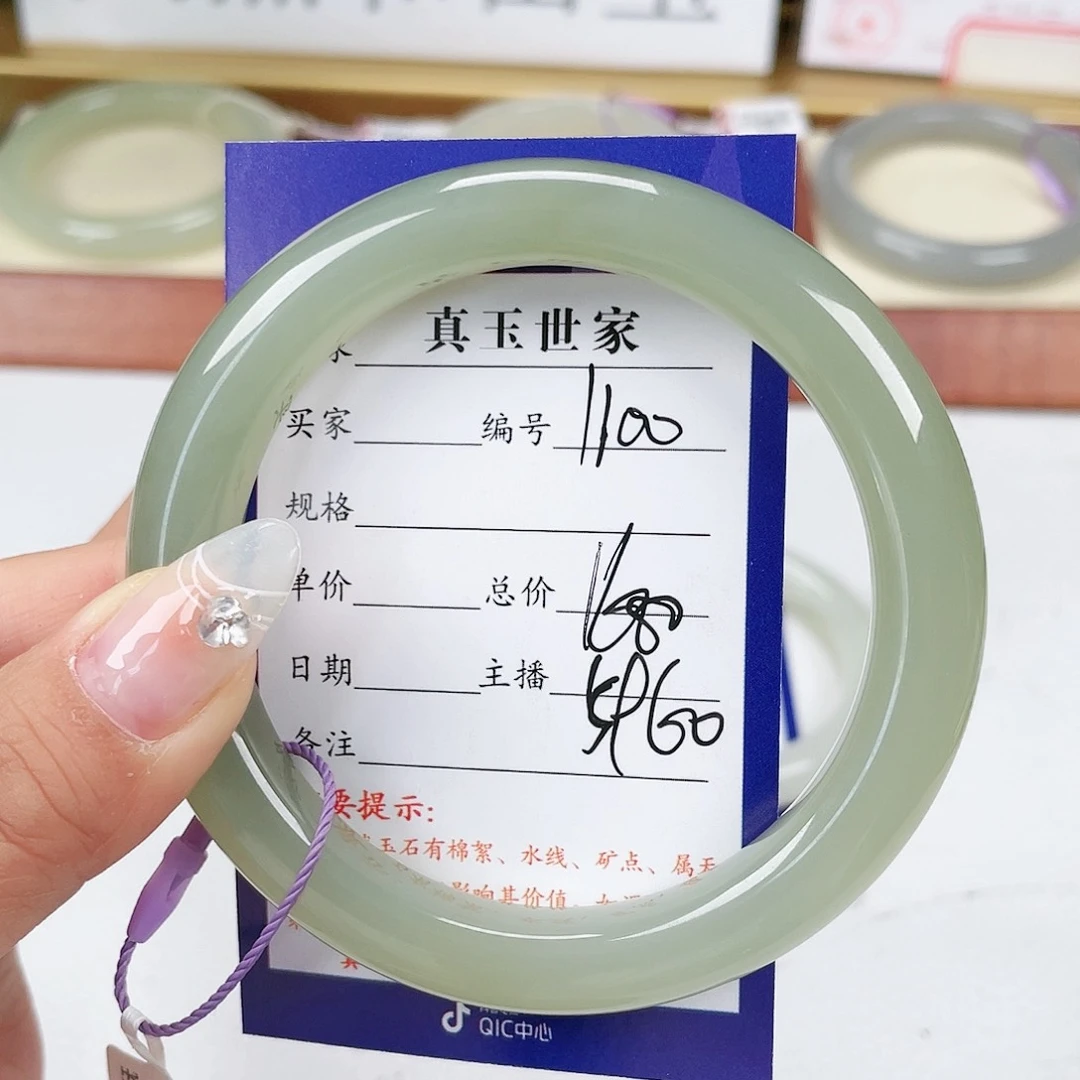 真玉世家
买家 编号 1100
规格
单价 总价 1680
日期 主播
备注
要提示:
玉石有棉絮、水线、矿点、属天
影响其价值
QIC中心